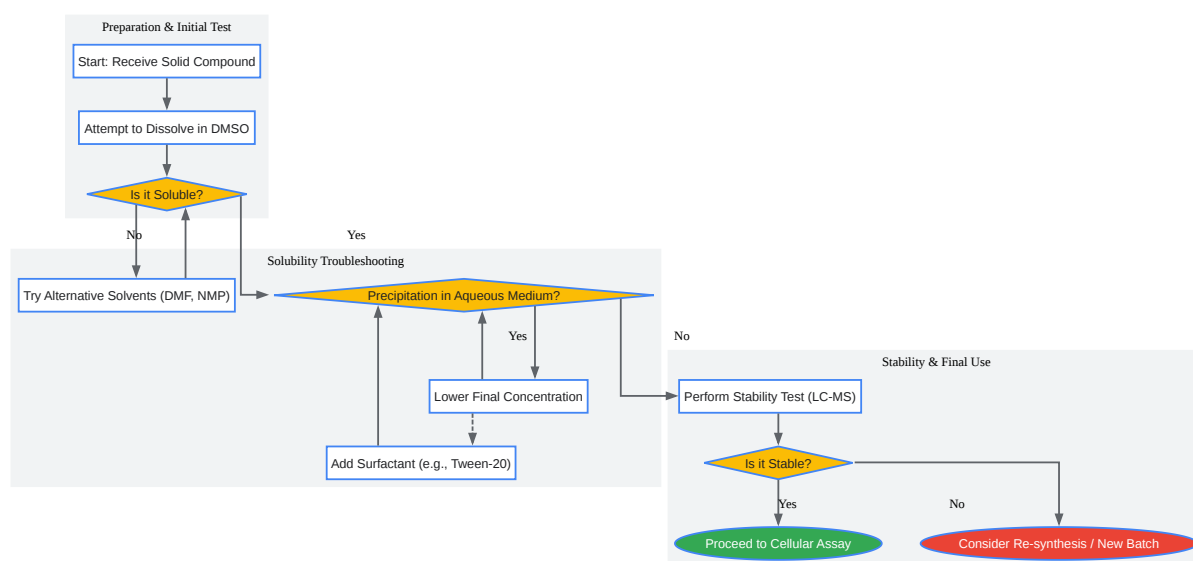 Preparation & Initial Test
Start: Receive Solid Compound
Attempt to Dissolve in DMSO
Is it Soluble?
No
Yes
Solubility Troubleshooting
Try Alternative Solvents (DMF, NMP)
Precipitation in Aqueous Medium?
Yes
No
Lower Final Concentration
Add Surfactant (e.g., Tween-20)
Stability & Final Use
Perform Stability Test (LC-MS)
Is it Stable?
Yes
No
Proceed to Cellular Assay
Consider Re-synthesis / New Batch